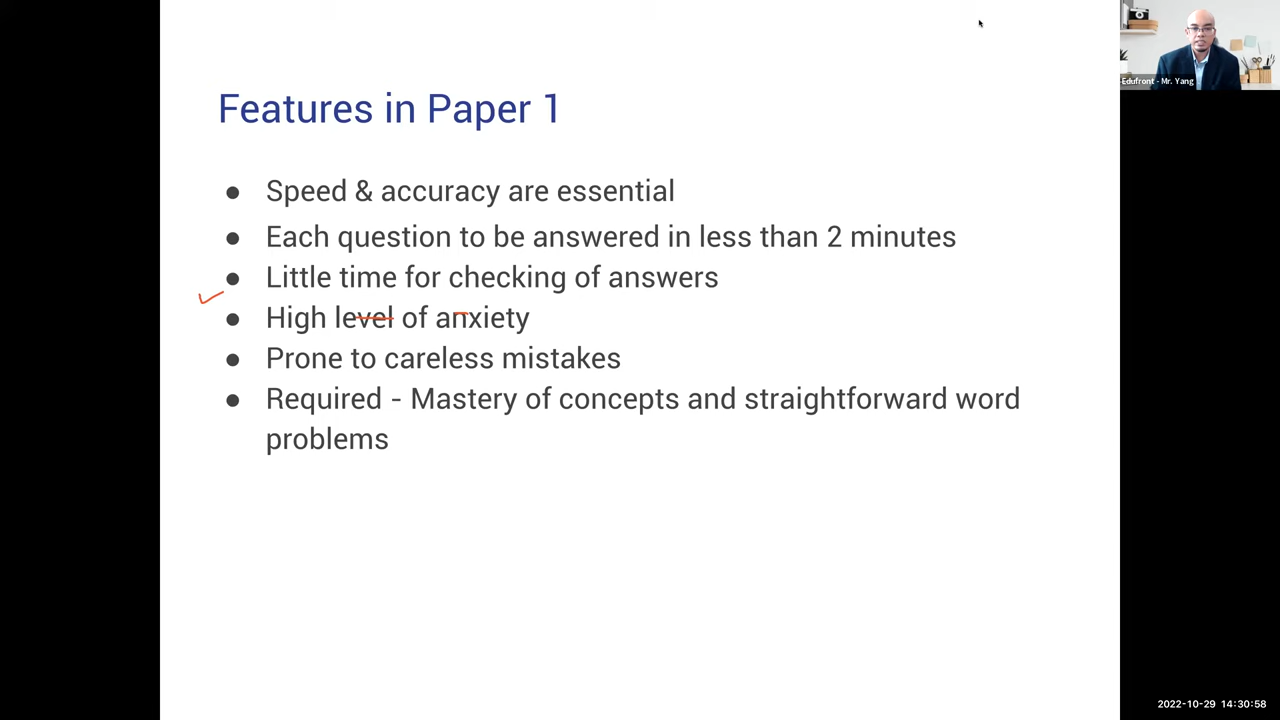 Features in Paper 1
● Speed & accuracy are essential
● Each question to be answered in less than 2 minutes
● Little time for checking of answers
● High level of anxiety
● Prone to careless mistakes
● Required - Mastery of concepts and straightforward word
problems
Edufront - Mr. Yang
2022-10-29 14:30:58